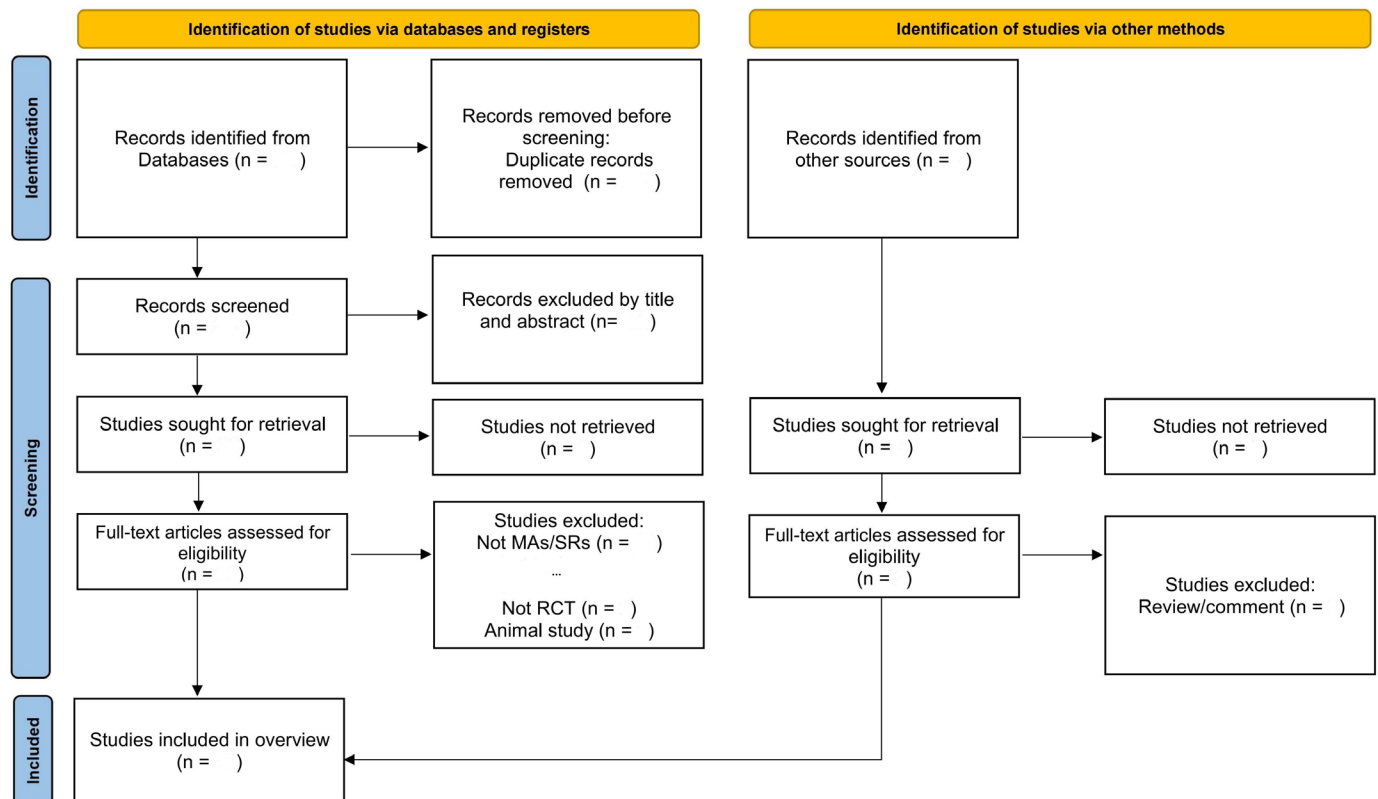 Identification of studies via databases and registers
Identification of studies via other methods
Identification
Records identified from
Databases (n = )
Records removed before
screening:
Duplicate records
removed (n = )
Records identified from
other sources (n = )
Screening
Records screened
(n = )
Records excluded by title
and abstract (n= )
Studies sought for retrieval
(n = )
Studies not retrieved
(n = )
Studies sought for retrieval
(n = )
Studies not retrieved
(n = )
Full-text articles assessed for
eligibility
(n = )
Studies excluded:
Not MAs/SRs (n = )
...
Not RCT (n = )
Animal study (n = )
Full-text articles assessed for
eligibility
(n = )
Studies excluded:
Review/comment (n = )
Included
Studies included in overview
(n = )